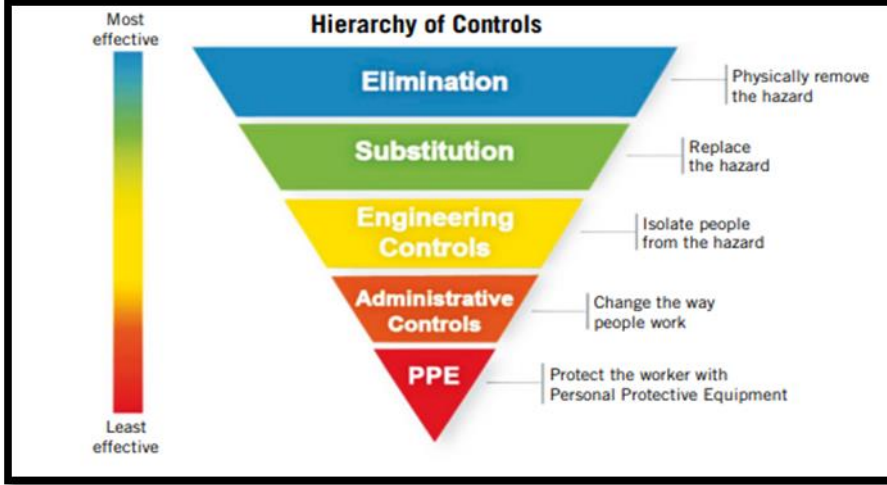 Most
effective
Hierarchy of Controls
Elimination
Physically remove
the hazard
Substitution
Replace
the hazard
Engineering
Controls
Isolate people
from the hazard
Administrative
Controls
Change the way
people work
PPE
Protect the worker with
Personal Protective Equipment
Least
effective